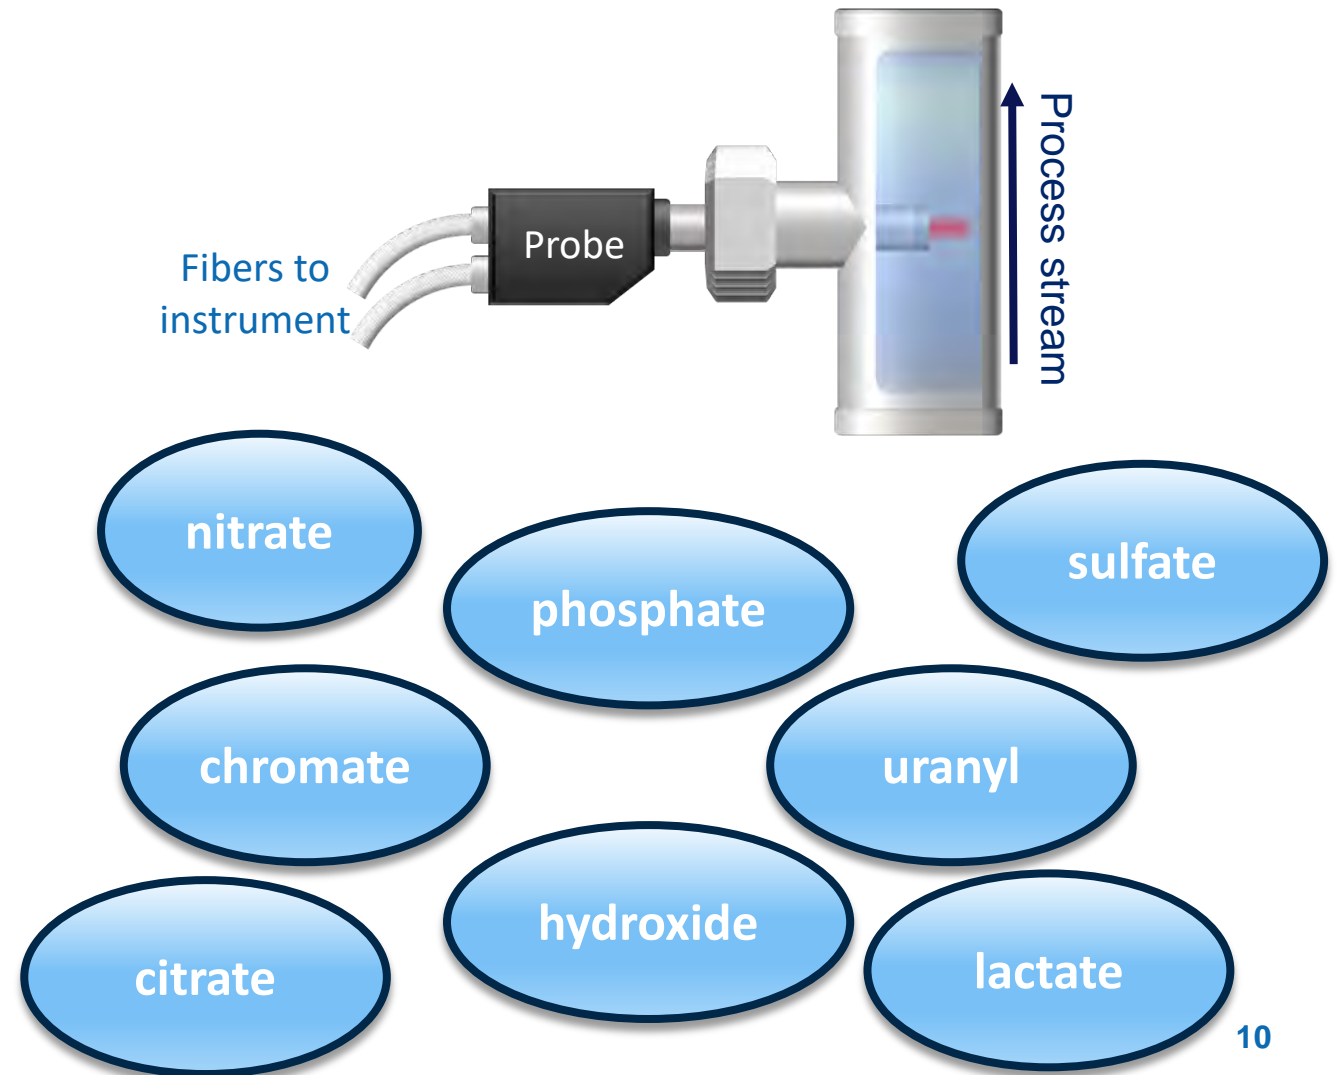 Process stream
Probe
Fibers to
instrument
nitrate
phosphate
sulfate
chromate
uranyl
hydroxide
citrate
lactate
10